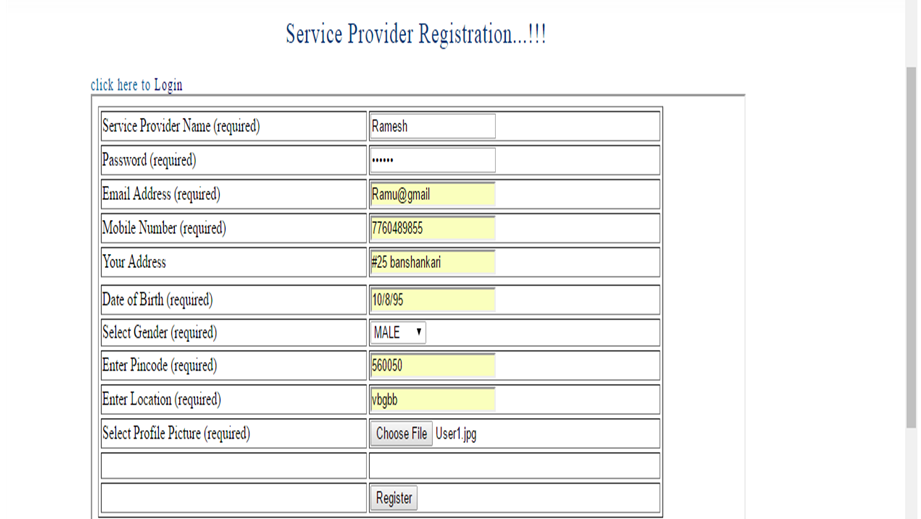 Service Provider Registration...!!!
click here to Login
Service Provider Name (required) Ramesh
Password (required) ••••••
Email Address (required) Ramu@gmail
Mobile Number (required) 7760489855
Your Address #25 banshankari
Date of Birth (required) 10/8/95
Select Gender (required) MALE
Enter Pincode (required) 560050
Enter Location (required) vbgbb
Select Profile Picture (required) Choose File User1.jpg
Register